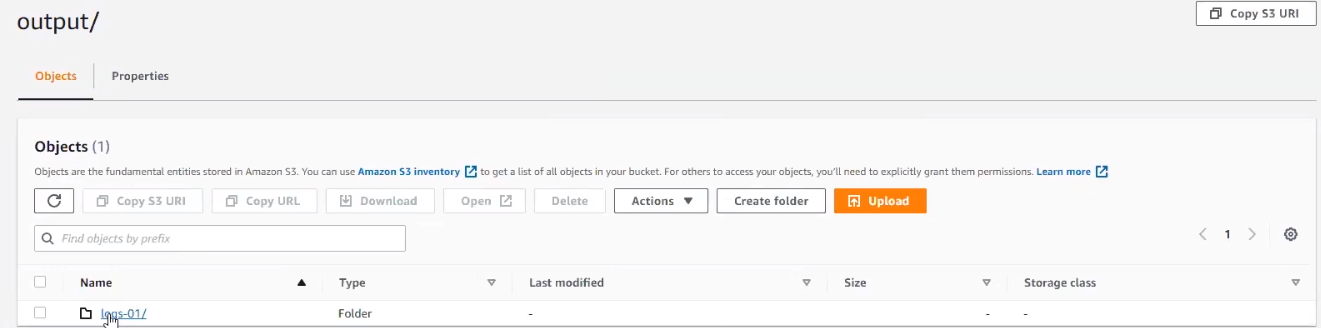 output/
Copy S3 URI
Objects
Properties
Objects (1)
Objects are the fundamental entities stored in Amazon S3. You can use Amazon S3 inventory to get a list of all objects in your bucket. For others to access your objects, you'll need to explicitly grant them permissions. Learn more
Copy S3 URI
Copy URL
Download
Open
Delete
Actions
Create folder
Upload
Find objects by prefix
1
Name
Type
Last modified
Size
Storage class
logs-01/
Folder
-
-
-